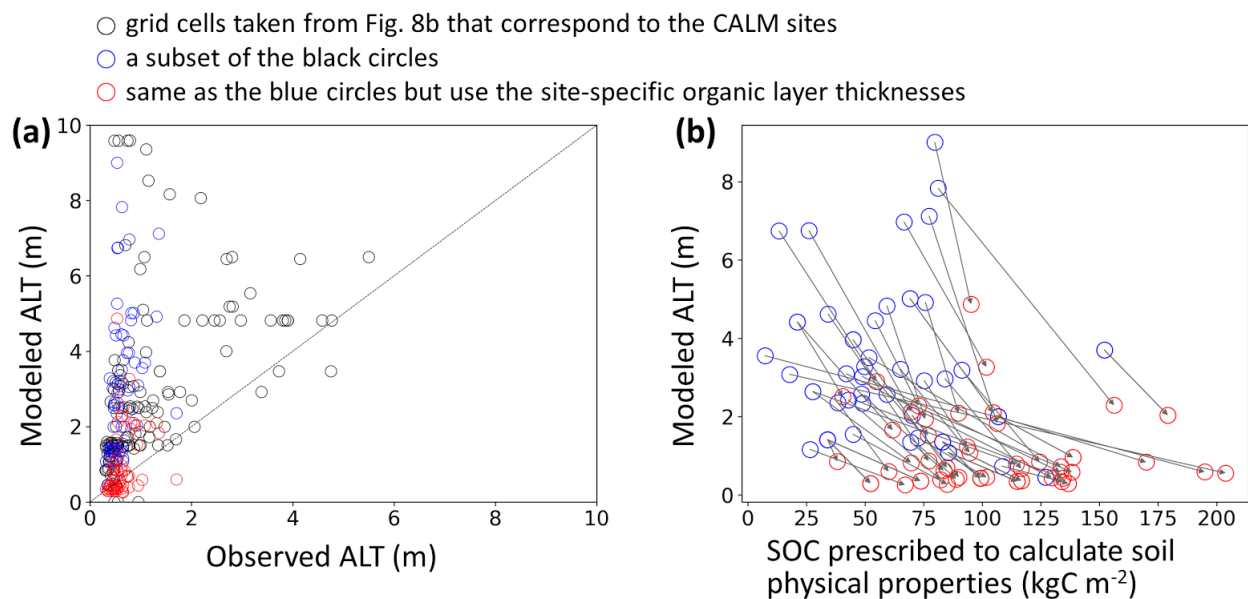 grid cells taken from Fig. 8b that correspond to the CALM sites
a subset of the black circles
same as the blue circles but use the site-specific organic layer thicknesses
(a)
10
8
6
4
2
0
Modeled ALT (m)
0 2 4 6 8 10
Observed ALT (m)
(b)
8
6
4
2
0
Modeled ALT (m)
0 25 50 75 100 125 150 175 200
SOC prescribed to calculate soil
physical properties (kgC m⁻²)